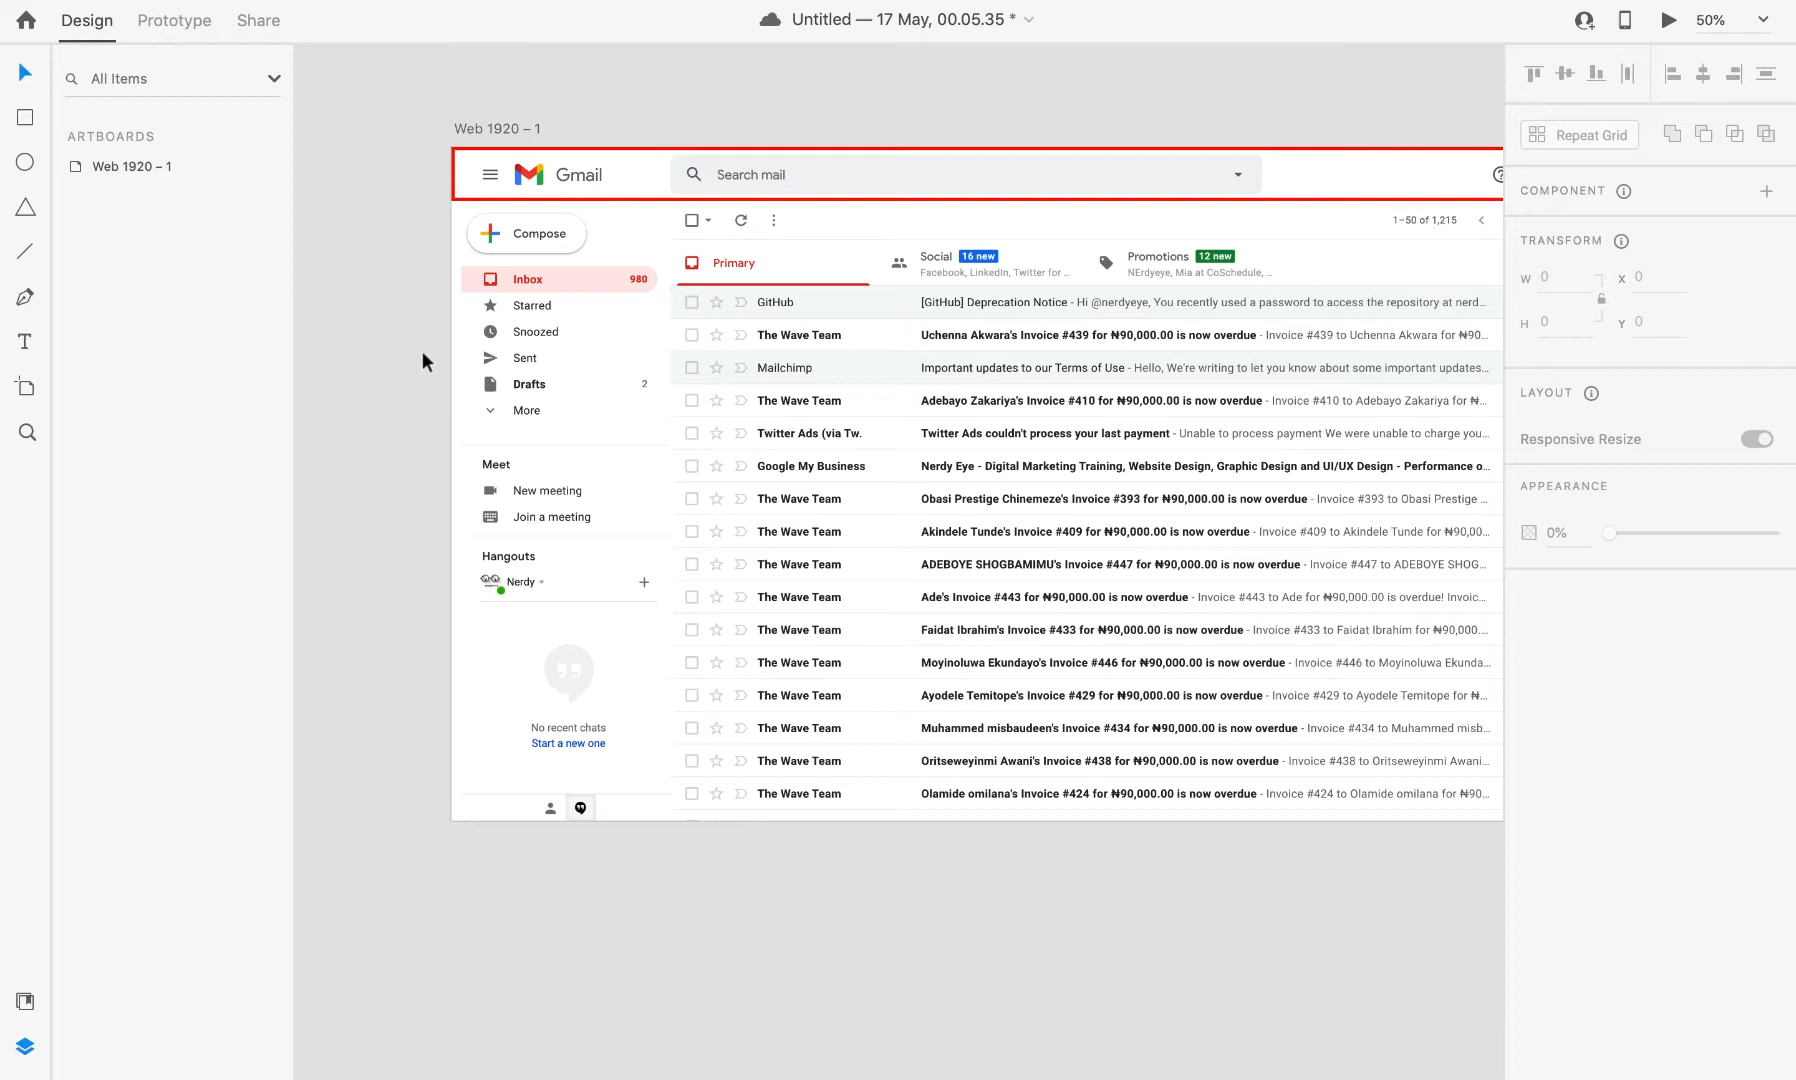 Design Prototype Share
Untitled — 17 May, 00.05.35 *
50%
All Items
ARTBOARDS
Web 1920 – 1
Web 1920 – 1
Gmail
Search mail
Compose
1–50 of 1,215
Primary
Social 16 new
Facebook, LinkedIn, Twitter for ...
Promotions 12 new
NErdyeye, Mia at CoSchedule, ...
Inbox 980
Starred
Snoozed
Sent
Drafts 2
More
Meet
New meeting
Join a meeting
Hangouts
Nerdy
No recent chats
Start a new one
GitHub [GitHub] Deprecation Notice - Hi @nerdyeye, You recently used a password to access the repository at nerd...
The Wave Team Uchenna Akwara's Invoice #439 for ₦90,000.00 is now overdue - Invoice #439 to Uchenna Akwara for ₦90...
Mailchimp Important updates to our Terms of Use - Hello, We're writing to let you know about some important updates...
The Wave Team Adebayo Zakariya's Invoice #410 for ₦90,000.00 is now overdue - Invoice #410 to Adebayo Zakariya for ₦...
Twitter Ads (via Tw. Twitter Ads couldn't process your last payment - Unable to process payment We were unable to charge you...
Google My Business Nerdy Eye - Digital Marketing Training, Website Design, Graphic Design and UI/UX Design - Performance o...
The Wave Team Obasi Prestige Chinemeze's Invoice #393 for ₦90,000.00 is now overdue - Invoice #393 to Obasi Prestige ...
The Wave Team Akindele Tunde's Invoice #409 for ₦90,000.00 is now overdue - Invoice #409 to Akindele Tunde for ₦90,00...
The Wave Team ADEBOYE SHOGBAMIMU's Invoice #447 for ₦90,000.00 is now overdue - Invoice #447 to ADEBOYE SHOG...
The Wave Team Ade's Invoice #443 for ₦90,000.00 is now overdue - Invoice #443 to Ade for ₦90,000.00 is overdue! Invoic...
The Wave Team Faidat Ibrahim's Invoice #433 for ₦90,000.00 is now overdue - Invoice #433 to Faidat Ibrahim for ₦90,000....
The Wave Team Moyinoluwa Ekundayo's Invoice #446 for ₦90,000.00 is now overdue - Invoice #446 to Moyinoluwa Ekunda...
The Wave Team Ayodele Temitope's Invoice #429 for ₦90,000.00 is now overdue - Invoice #429 to Ayodele Temitope for ₦...
The Wave Team Muhammed misbaudeen's Invoice #434 for ₦90,000.00 is now overdue - Invoice #434 to Muhammed misb...
The Wave Team Oritseweyinmi Awani's Invoice #438 for ₦90,000.00 is now overdue - Invoice #438 to Oritseweyinmi Awani...
The Wave Team Olamide omilana's Invoice #424 for ₦90,000.00 is now overdue - Invoice #424 to Olamide omilana for ₦90...
Repeat Grid
COMPONENT
TRANSFORM
W 0 X 0
H 0 Y 0
LAYOUT
Responsive Resize
APPEARANCE
0%